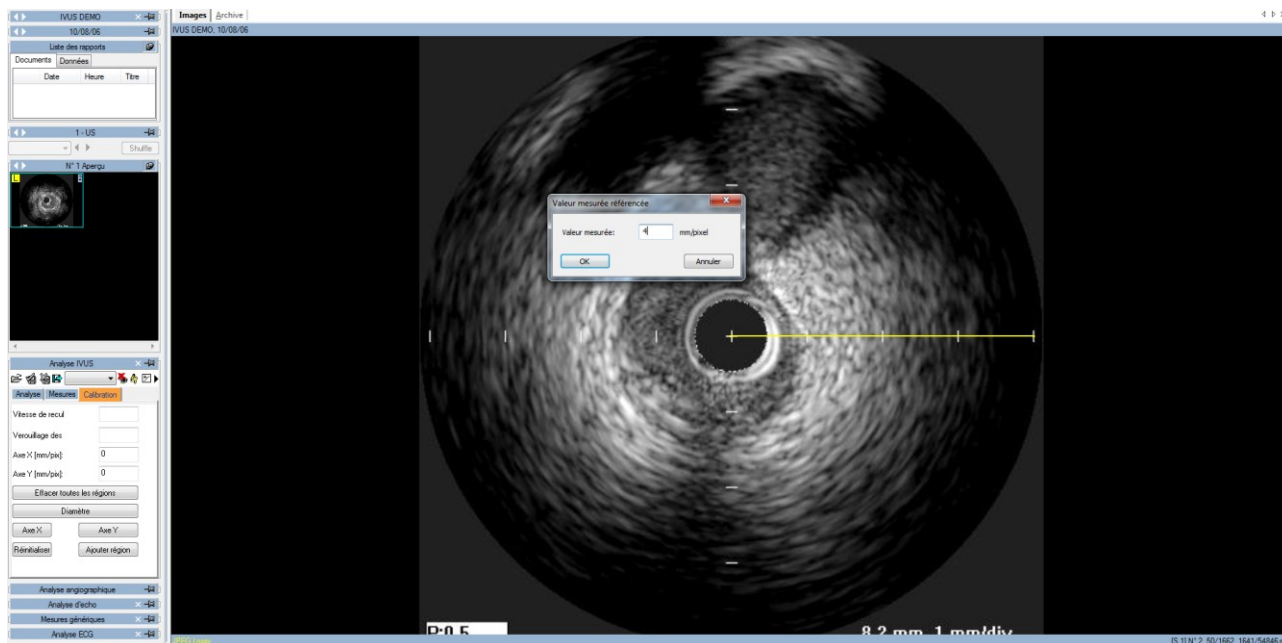 IVUS DEMO
10/08/06
Liste des rapports
Documents Données
Date Heure Titre
1 - US
Shuffle
N° 1 Aperçu
L
Analyse IVUS
Analyse Mesures Calibration
Vitesse de recul
Verouillage des
Axe X [mm/pix]: 0
Axe Y [mm/pix]: 0
Effacer toutes les régions
Diamètre
Axe X Axe Y
Réinitialiser Ajouter région
Analyse angiographique
Analyse d'echo
Mesures génériques
Analyse ECG
Images Archive
IVUS DEMO, 10/08/06
Valeur mesurée référencée
Valeur mesurée: 4 mm/pixel
OK Annuler
P:0.5
8.2 mm, 1 mm/div